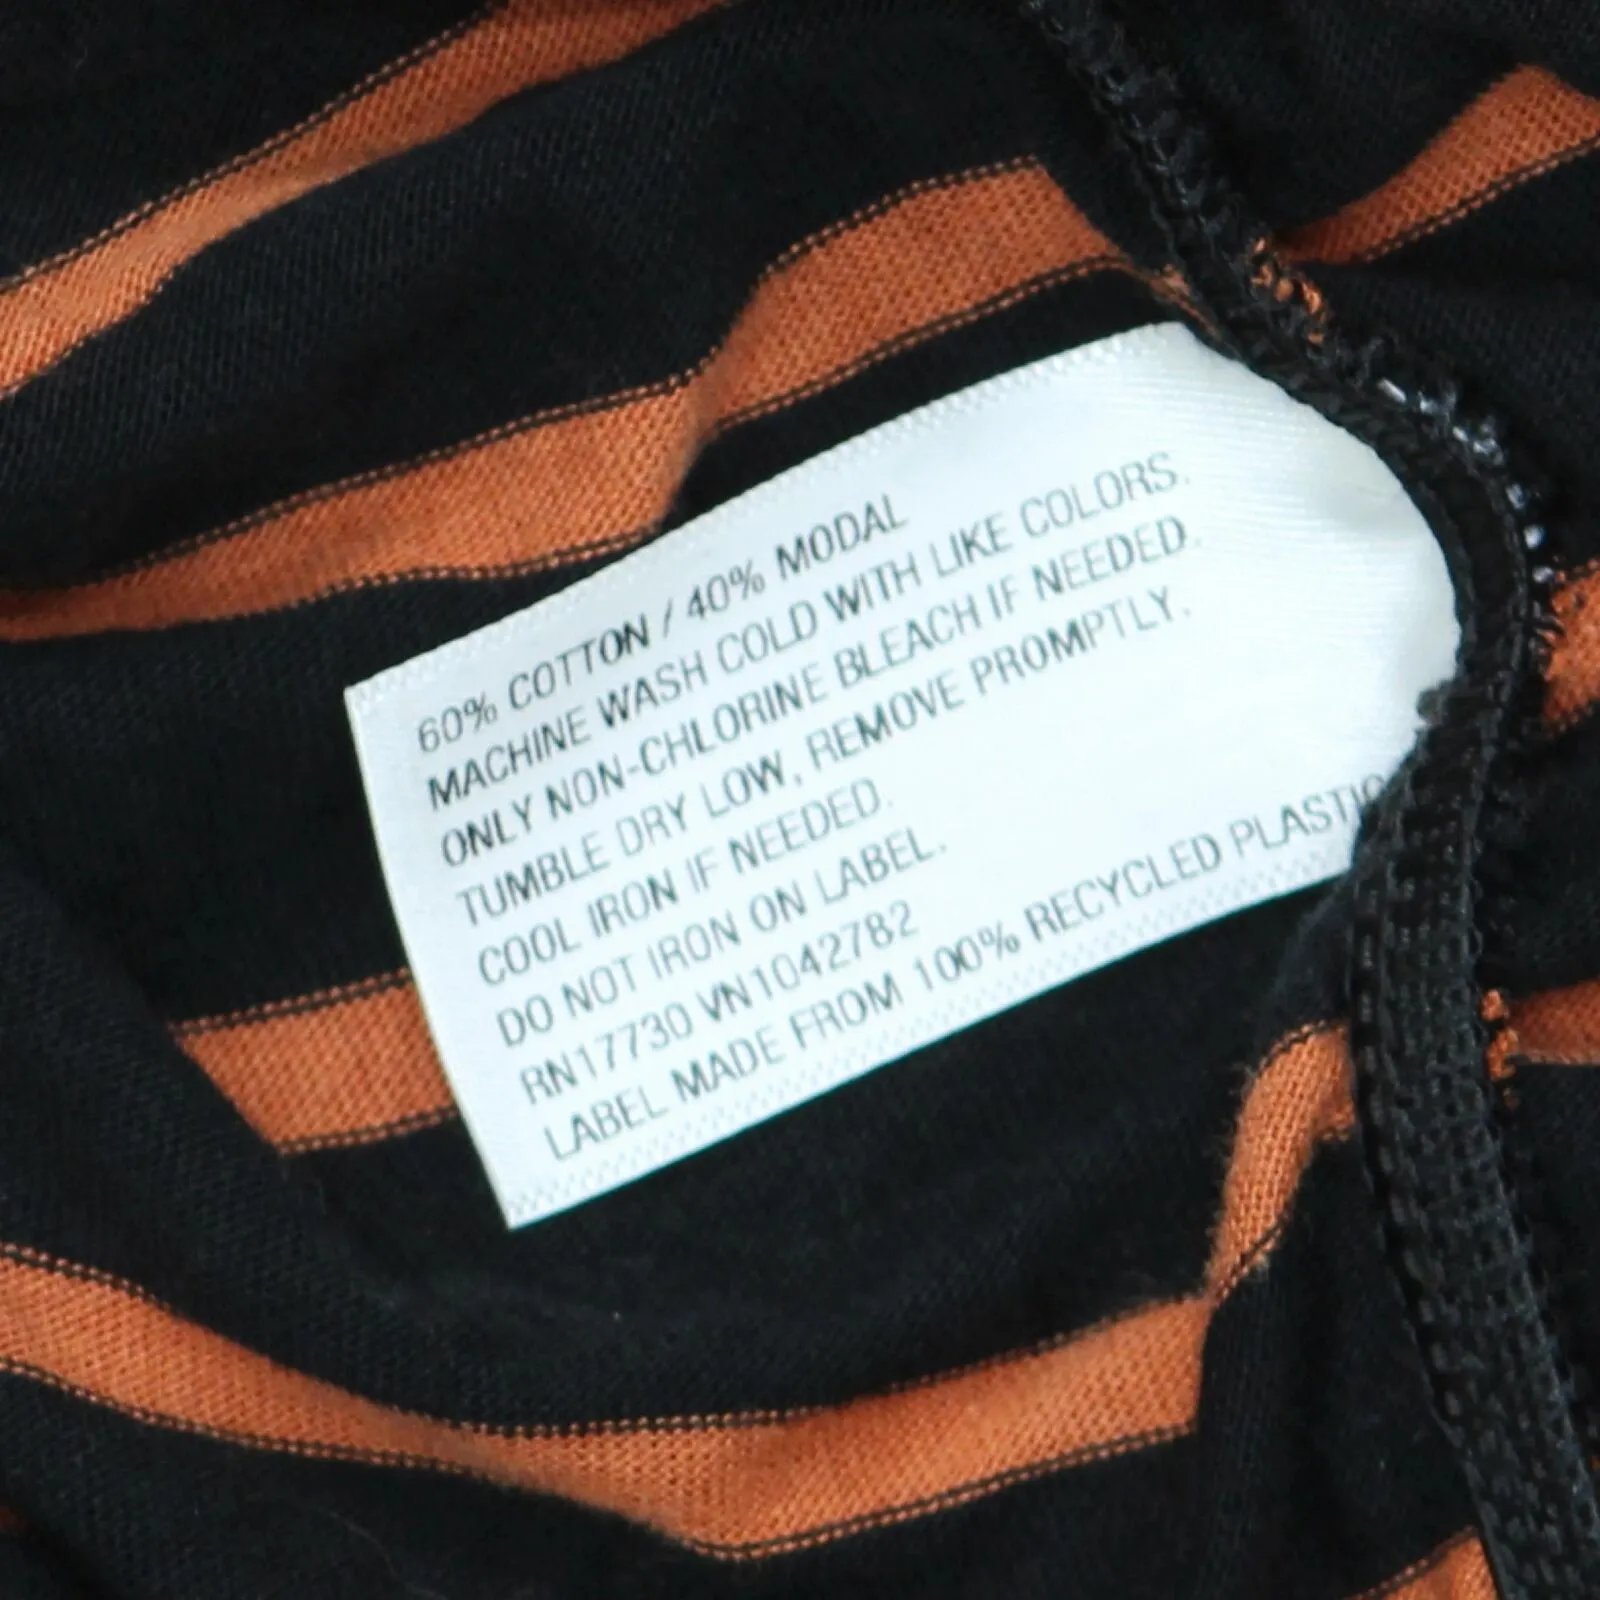 60% COTTON / 40% MODAL
MACHINE WASH COLD WITH LIKE COLORS.
ONLY NON-CHLORINE BLEACH IF NEEDED.
TUMBLE DRY LOW, REMOVE PROMPTLY.
COOL IRON IF NEEDED.
DO NOT IRON ON LABEL.
RN17730 VN1042782
LABEL MADE FROM 100% RECYCLED PLASTIC